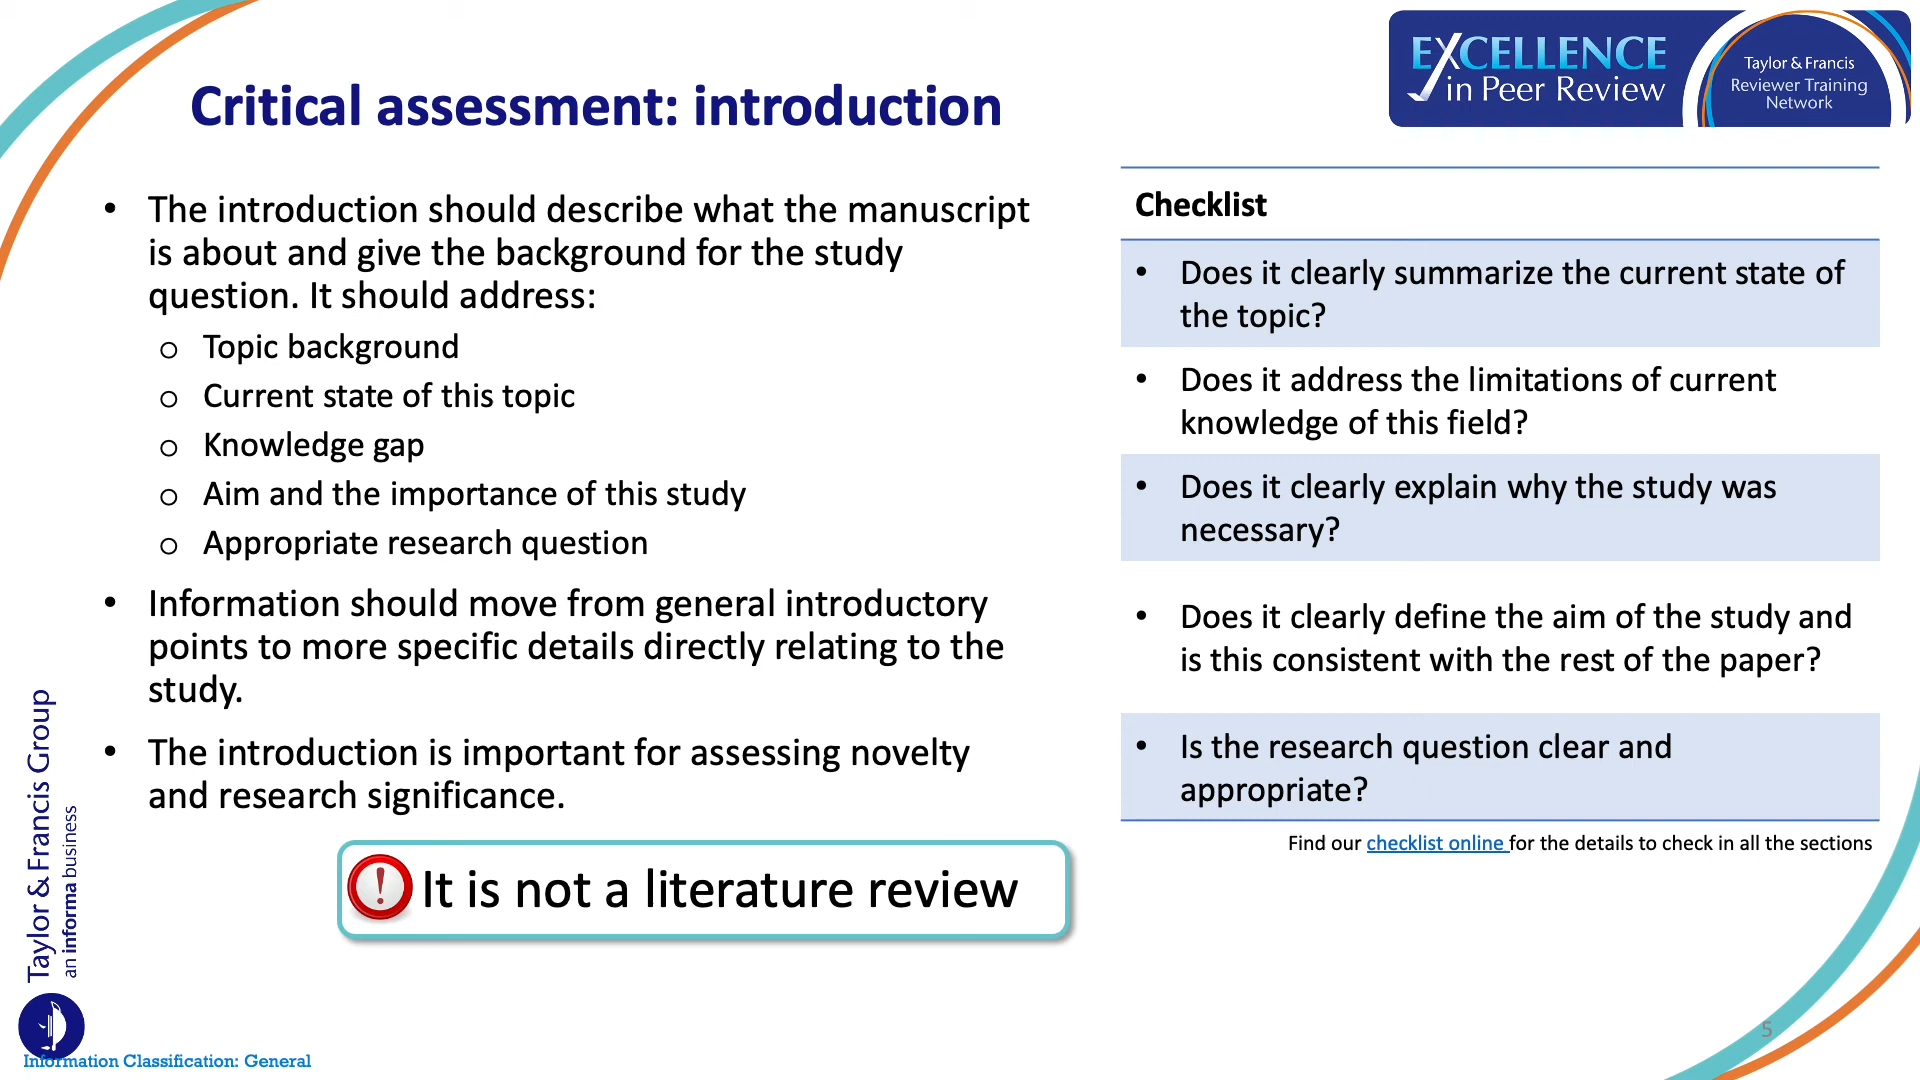 EXCELLENCE
in Peer Review
Taylor & Francis
Reviewer Training
Network
Critical assessment: introduction
• The introduction should describe what the manuscript
is about and give the background for the study
question. It should address:
o Topic background
o Current state of this topic
o Knowledge gap
o Aim and the importance of this study
o Appropriate research question
• Information should move from general introductory
points to more specific details directly relating to the
study.
• The introduction is important for assessing novelty
and research significance.
It is not a literature review
Checklist
• Does it clearly summarize the current state of
the topic?
• Does it address the limitations of current
knowledge of this field?
• Does it clearly explain why the study was
necessary?
• Does it clearly define the aim of the study and
is this consistent with the rest of the paper?
• Is the research question clear and
appropriate?
Find our checklist online for the details to check in all the sections
Taylor & Francis Group
an informa business
Information Classification: General
5